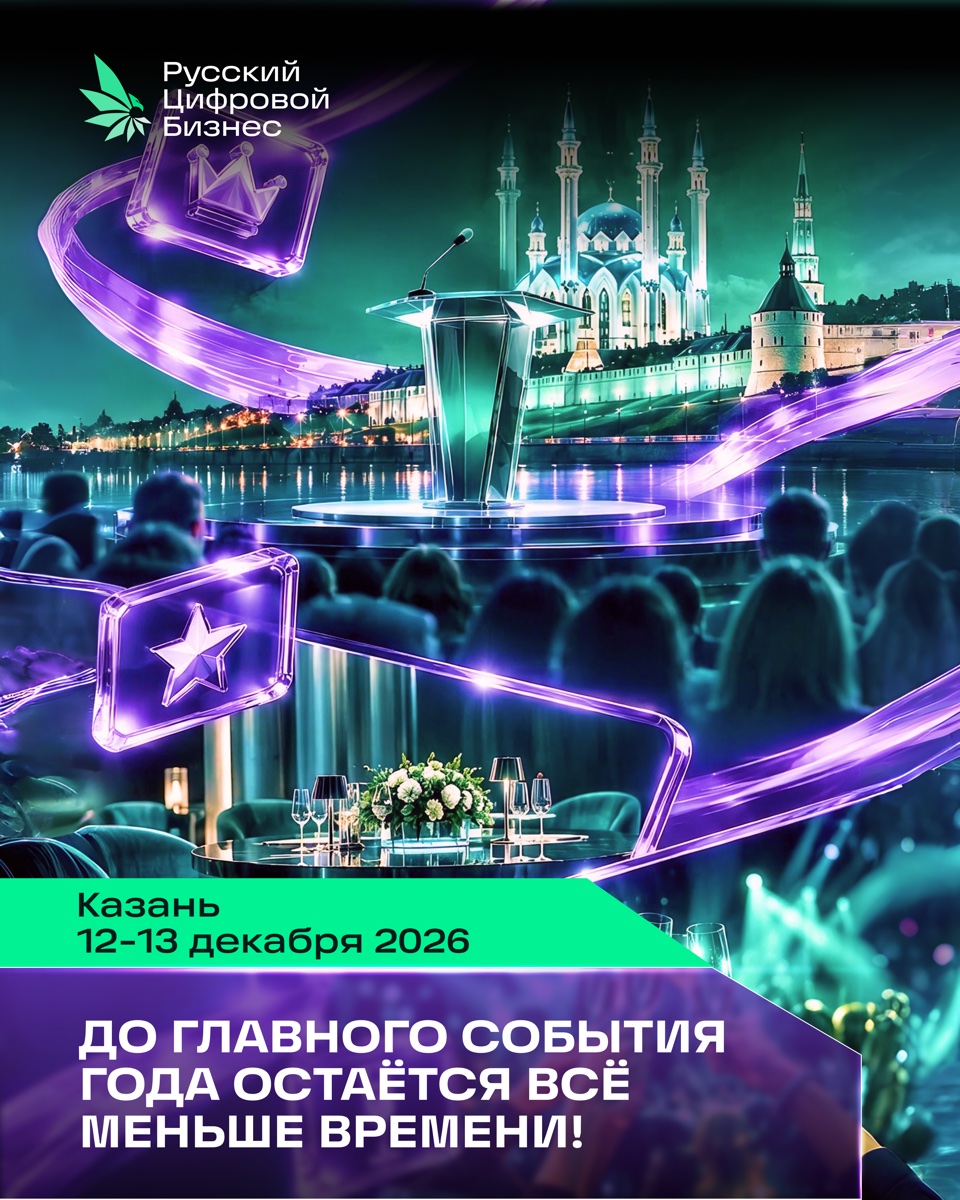 Русский
Цифровой
Бизнес
Казань
12-13 декабря 2026
ДО ГЛАВНОГО СОБЫТИЯ
ГОДА ОСТАЁТСЯ ВСЁ
МЕНЬШЕ ВРЕМЕНИ!